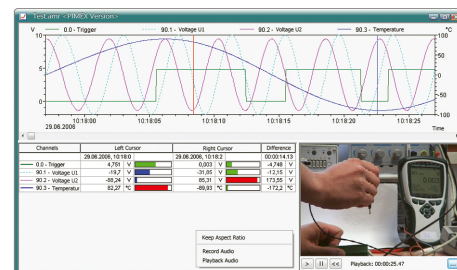 TestCamr <PIMEX Version>
V 0.0 - Trigger 90.1 - Voltage U1 90.2 - Voltage U2 90.3 - Temperature °C
10 100
50
5 0
-50
0 -100
10:18:00 10:18:05 10:18:10 10:18:15 10:18:20 10:18:25
29.06.2006 Time
Channels Left Cursor Right Cursor Difference
29.06.2006, 10:18:0 29.06.2006, 10:18:2 00:00:14.13
0.0 - Trigger 4,751 V 0,003 V -4,748 V
90.1 - Voltage U1 -19,7 V -31,85 V -12,15 V
90.2 - Voltage U2 -88,24 V 85,31 V 173,55 V
90.3 - Temperatur 82,27 °C -89,93 °C -172,2 °C
Keep Aspect Ratio
Record Audio
Playback Audio
> || << Playback: 00:00:25.47